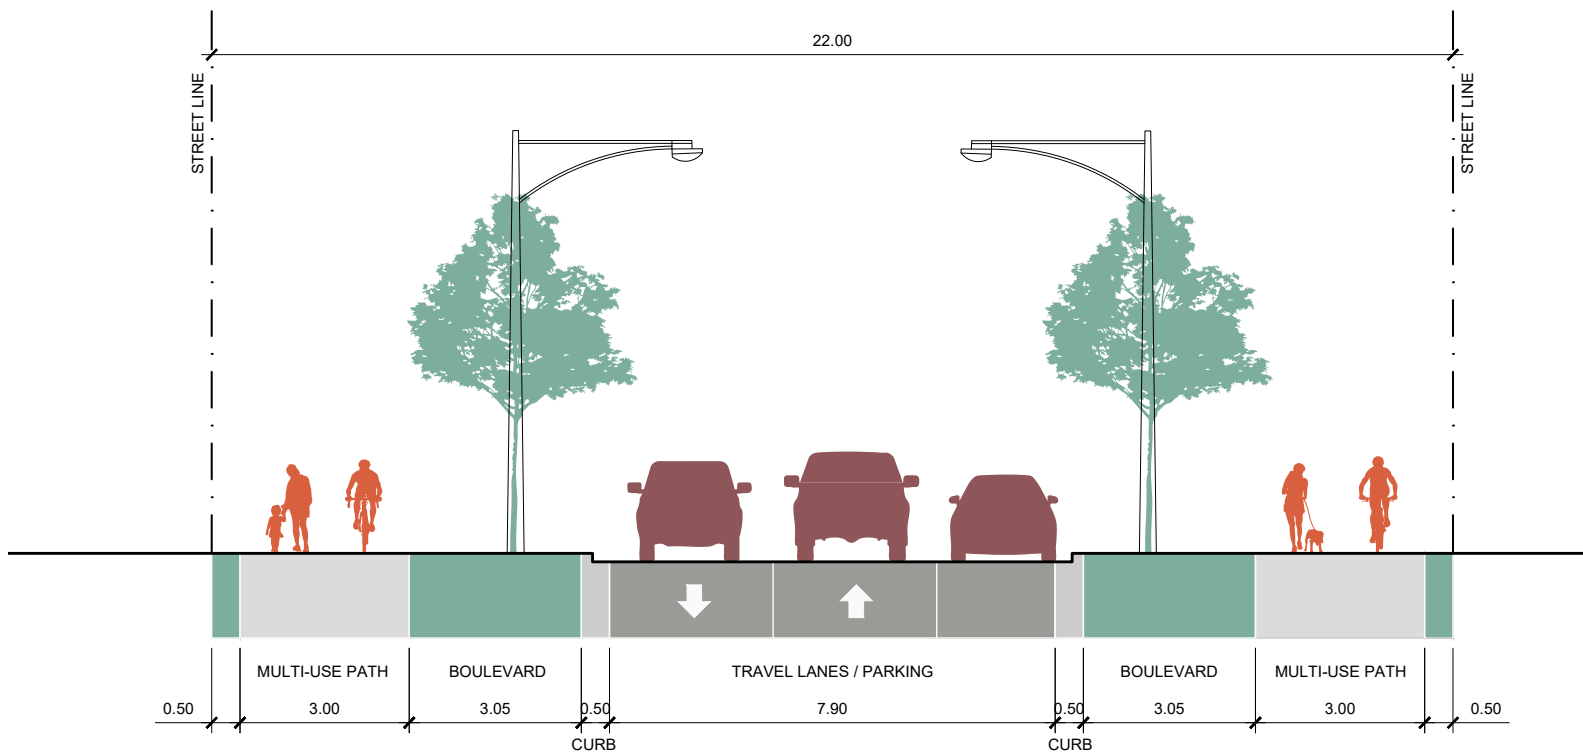 22.00
STREET LINE
STREET LINE
MULTI-USE PATH
BOULEVARD
TRAVEL LANES / PARKING
BOULEVARD
MULTI-USE PATH
0.50
3.00
3.05
0.50
7.90
0.50
3.05
3.00
0.50
CURB
CURB